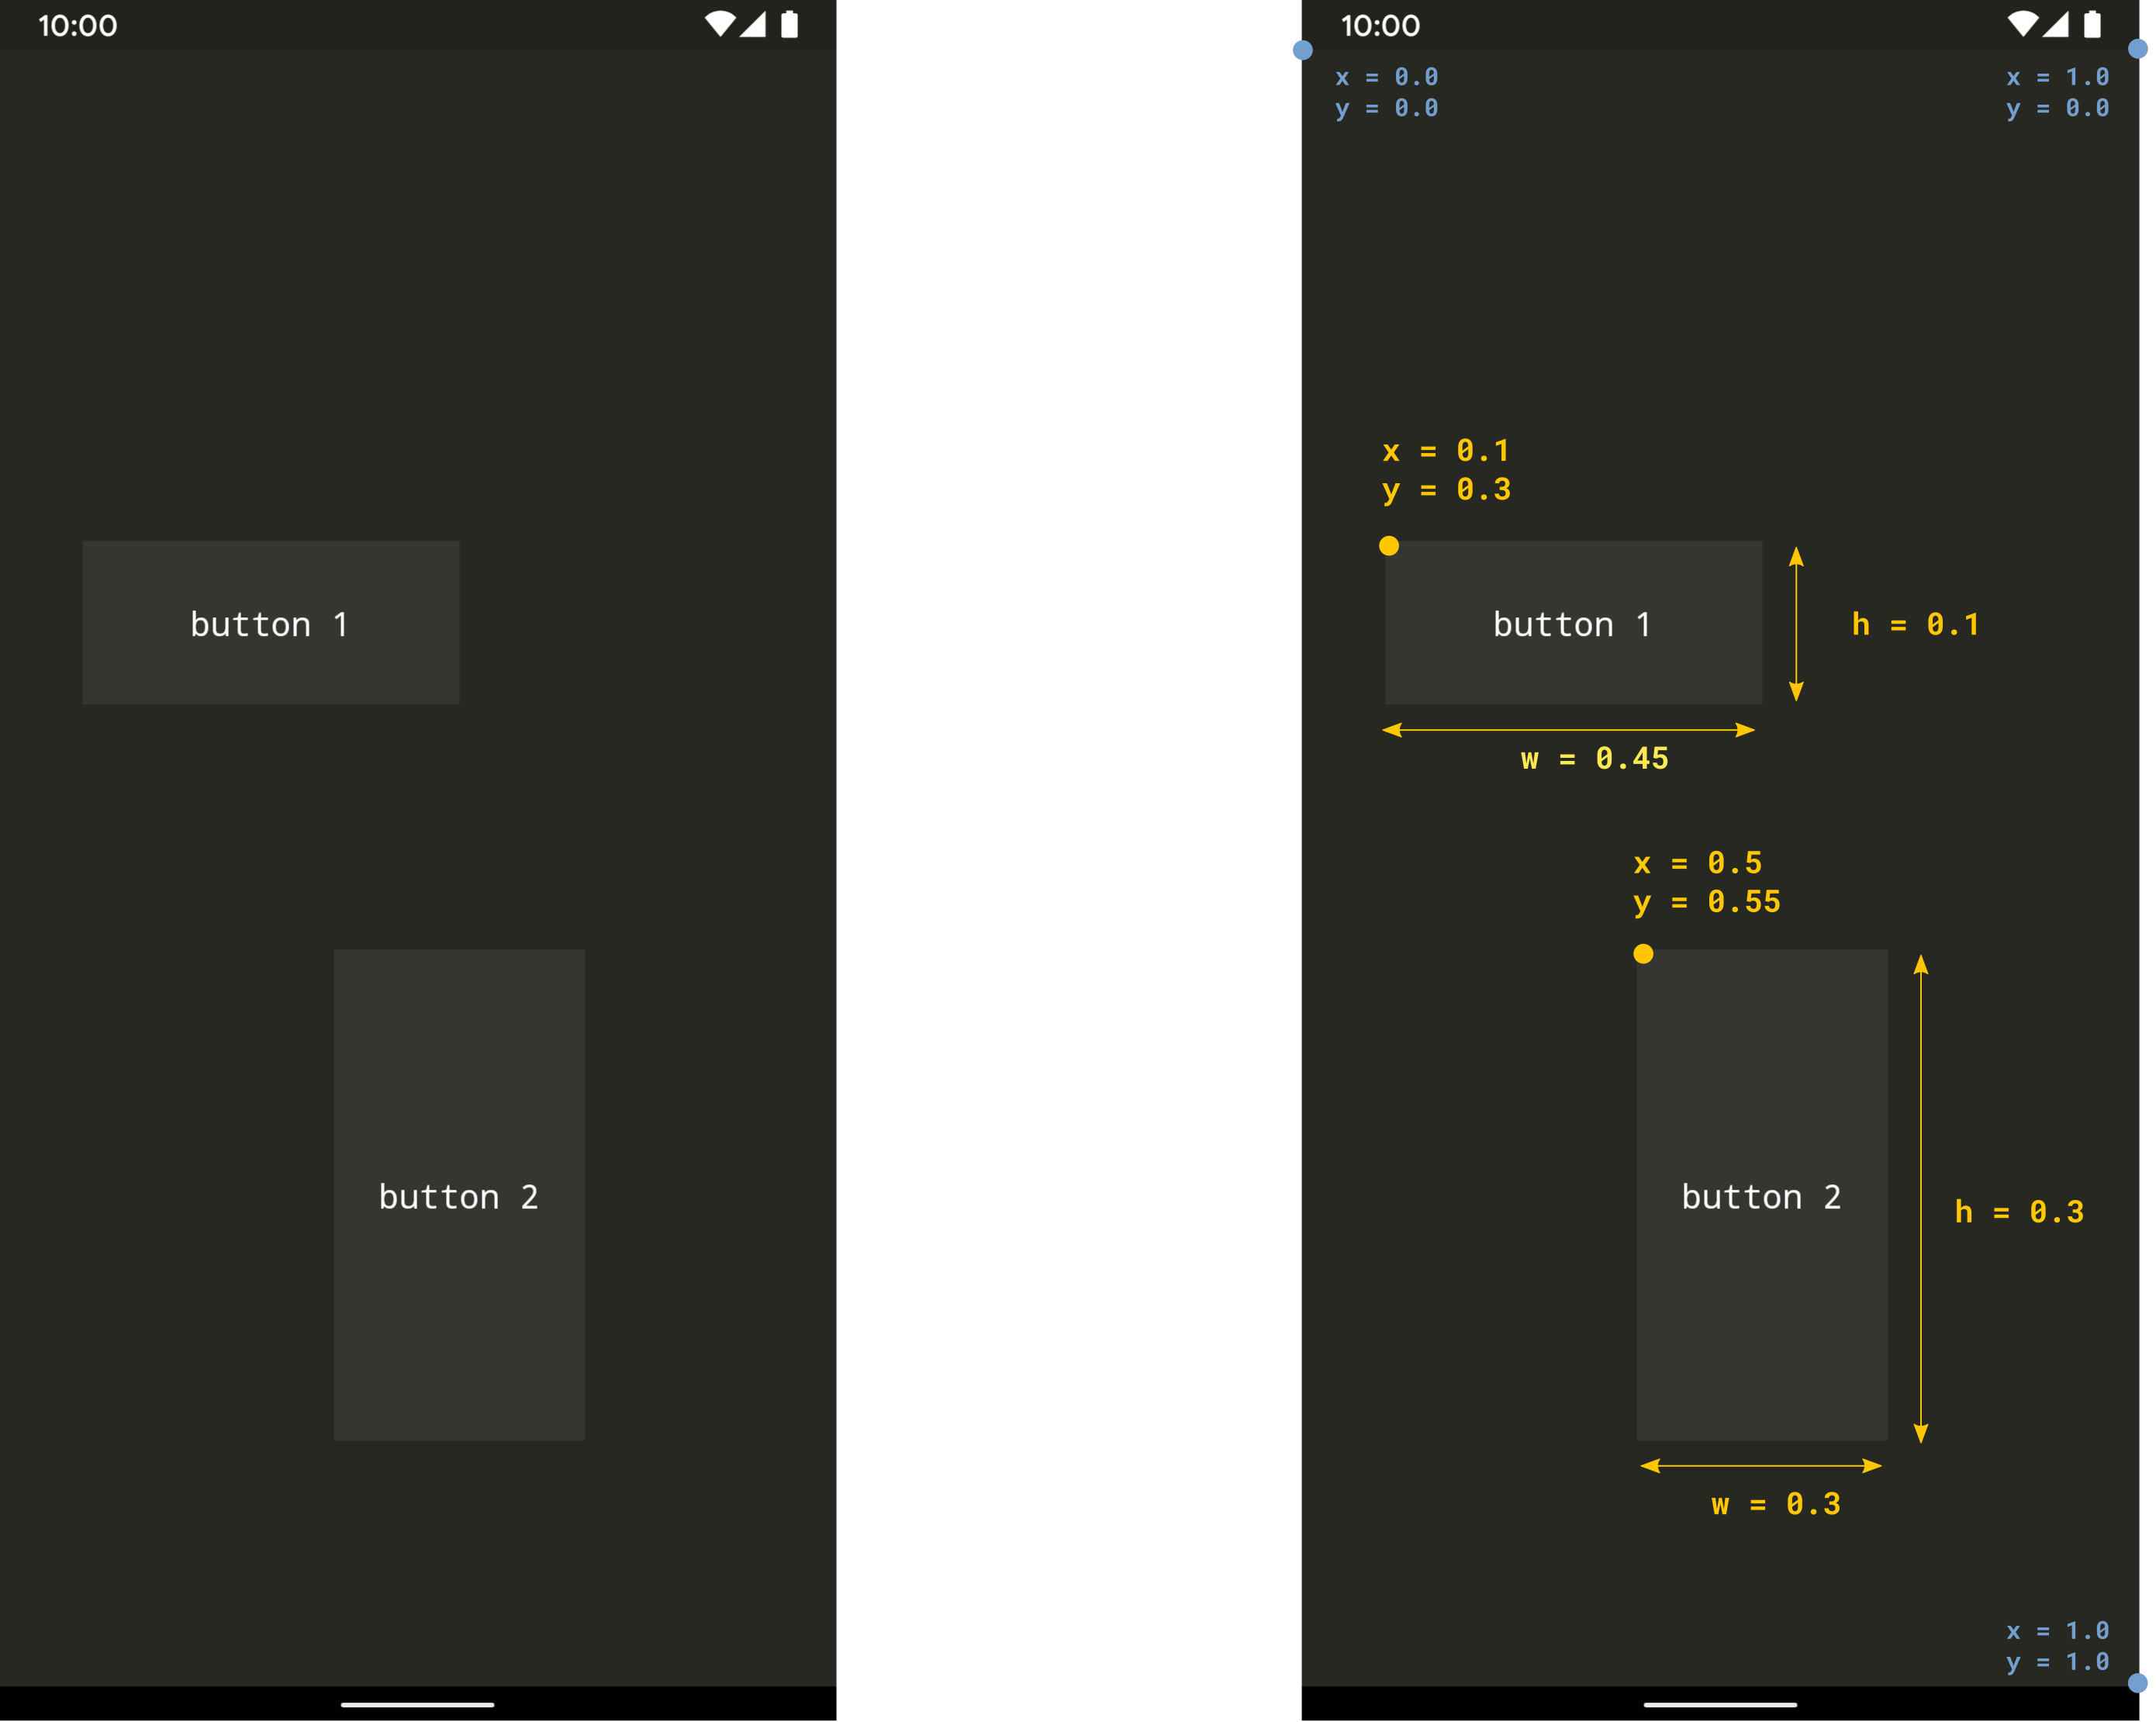 10:00
button 1
button 2
10:00
x = 0.0
y = 0.0
x = 1.0
y = 0.0
x = 0.1
y = 0.3
button 1
h = 0.1
w = 0.45
x = 0.5
y = 0.55
button 2
h = 0.3
w = 0.3
x = 1.0
y = 1.0